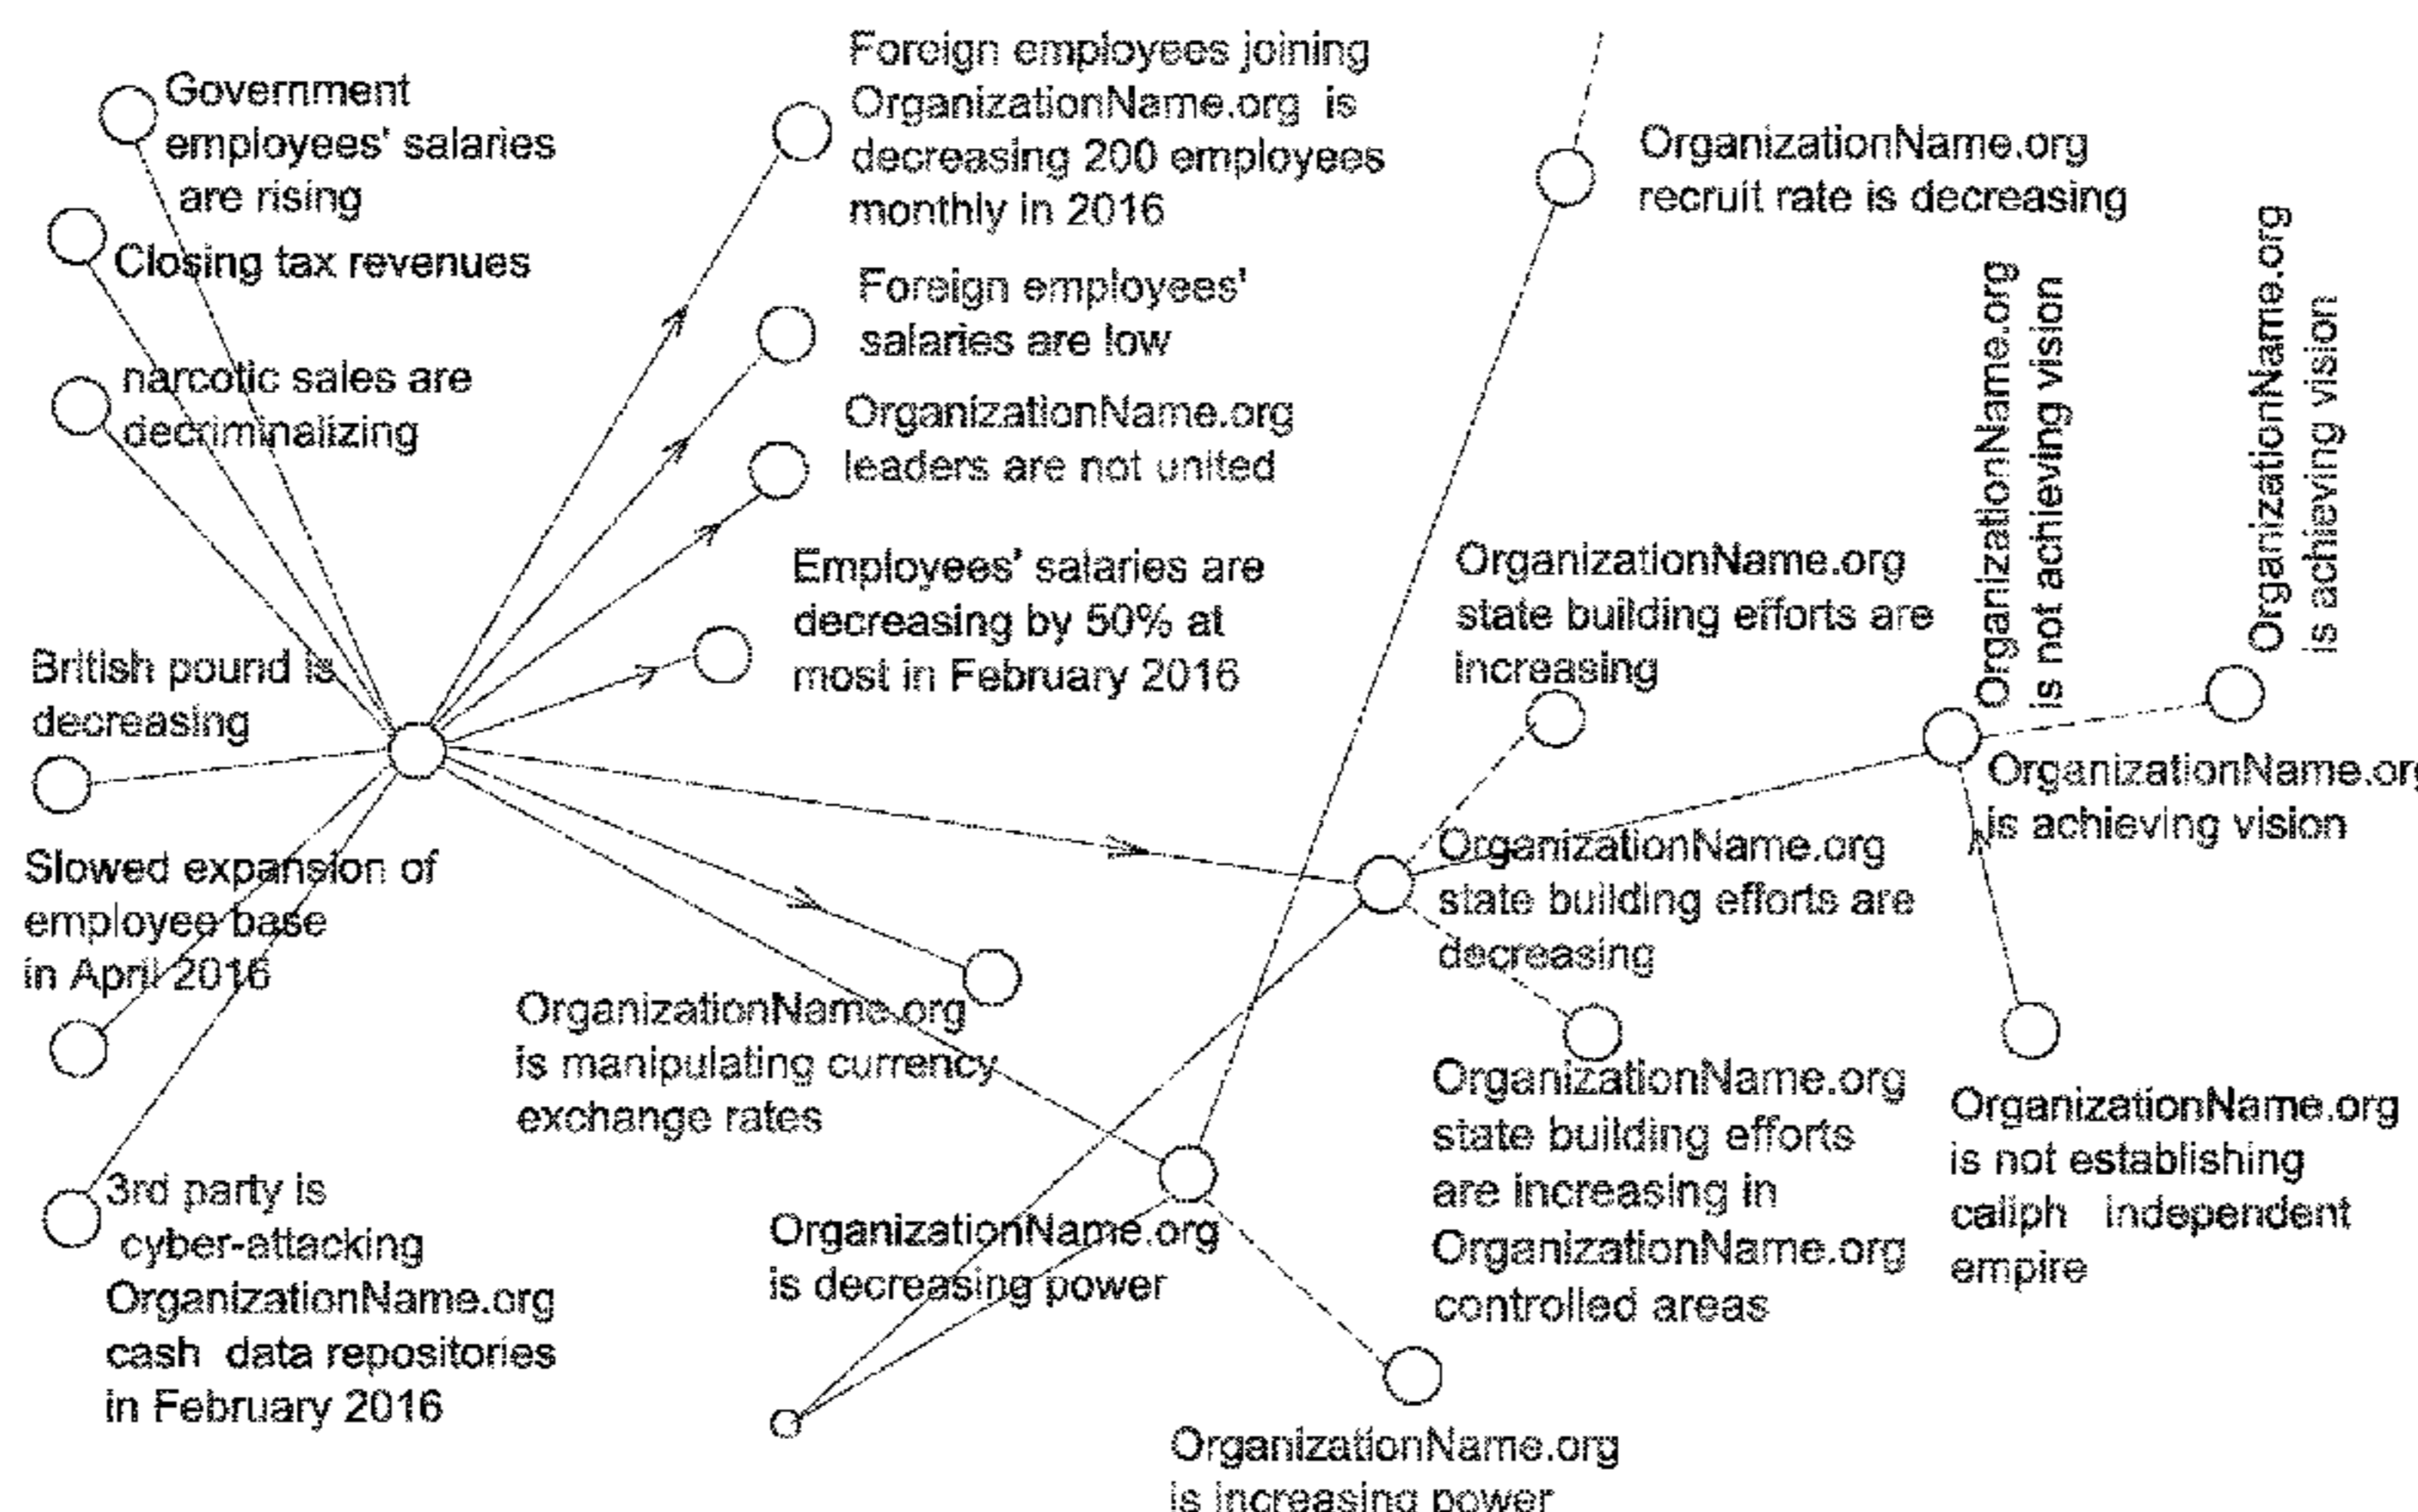 Government
employees' salaries
are rising
Closing tax revenues
narcotic sales are
decriminalizing
British pound is
decreasing
Slowed expansion of
employee base
in April 2016
3rd party is
cyber-attacking
OrganizationName.org
cash data repositories
in February 2016
Foreign employees joining
OrganizationName.org is
decreasing 200 employees
monthly in 2016
Foreign employees'
salaries are low
OrganizationName.org
leaders are not united
Employees' salaries are
decreasing by 50% at
most in February 2016
OrganizationName.org
is manipulating currency
exchange rates
OrganizationName.org
is decreasing power
OrganizationName.org
is increasing power
OrganizationName.org
recruit rate is decreasing
OrganizationName.org
state building efforts are
increasing
OrganizationName.org
state building efforts are
decreasing
OrganizationName.org
state building efforts
are increasing in
OrganizationName.org
controlled areas
OrganizationName.org
is not achieving vision
OrganizationName.org
is achieving vision
OrganizationName.org
is achieving vision
OrganizationName.org
is not establishing
caliph independent
empire